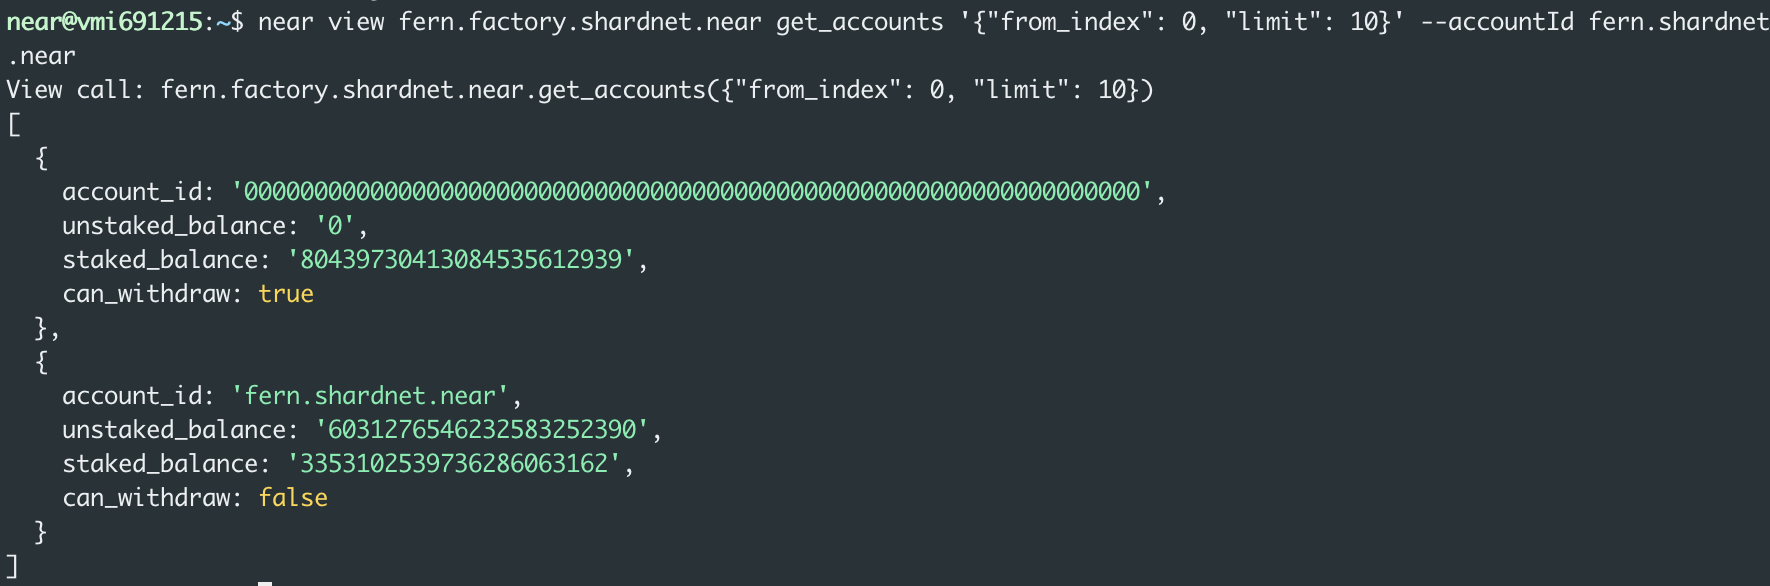 near@vmi691215:~$ near view fern.factory.shardnet.near get_accounts '{"from_index": 0, "limit": 10}' --accountId fern.shardnet
.near
View call: fern.factory.shardnet.near.get_accounts({"from_index": 0, "limit": 10})
[
  {
    account_id: '0000000000000000000000000000000000000000000000000000000000000000',
    unstaked_balance: '0',
    staked_balance: '80439730413084535612939',
    can_withdraw: true
  },
  {
    account_id: 'fern.shardnet.near',
    unstaked_balance: '6031276546232583252390',
    staked_balance: '3353102539736286063162',
    can_withdraw: false
  }
]